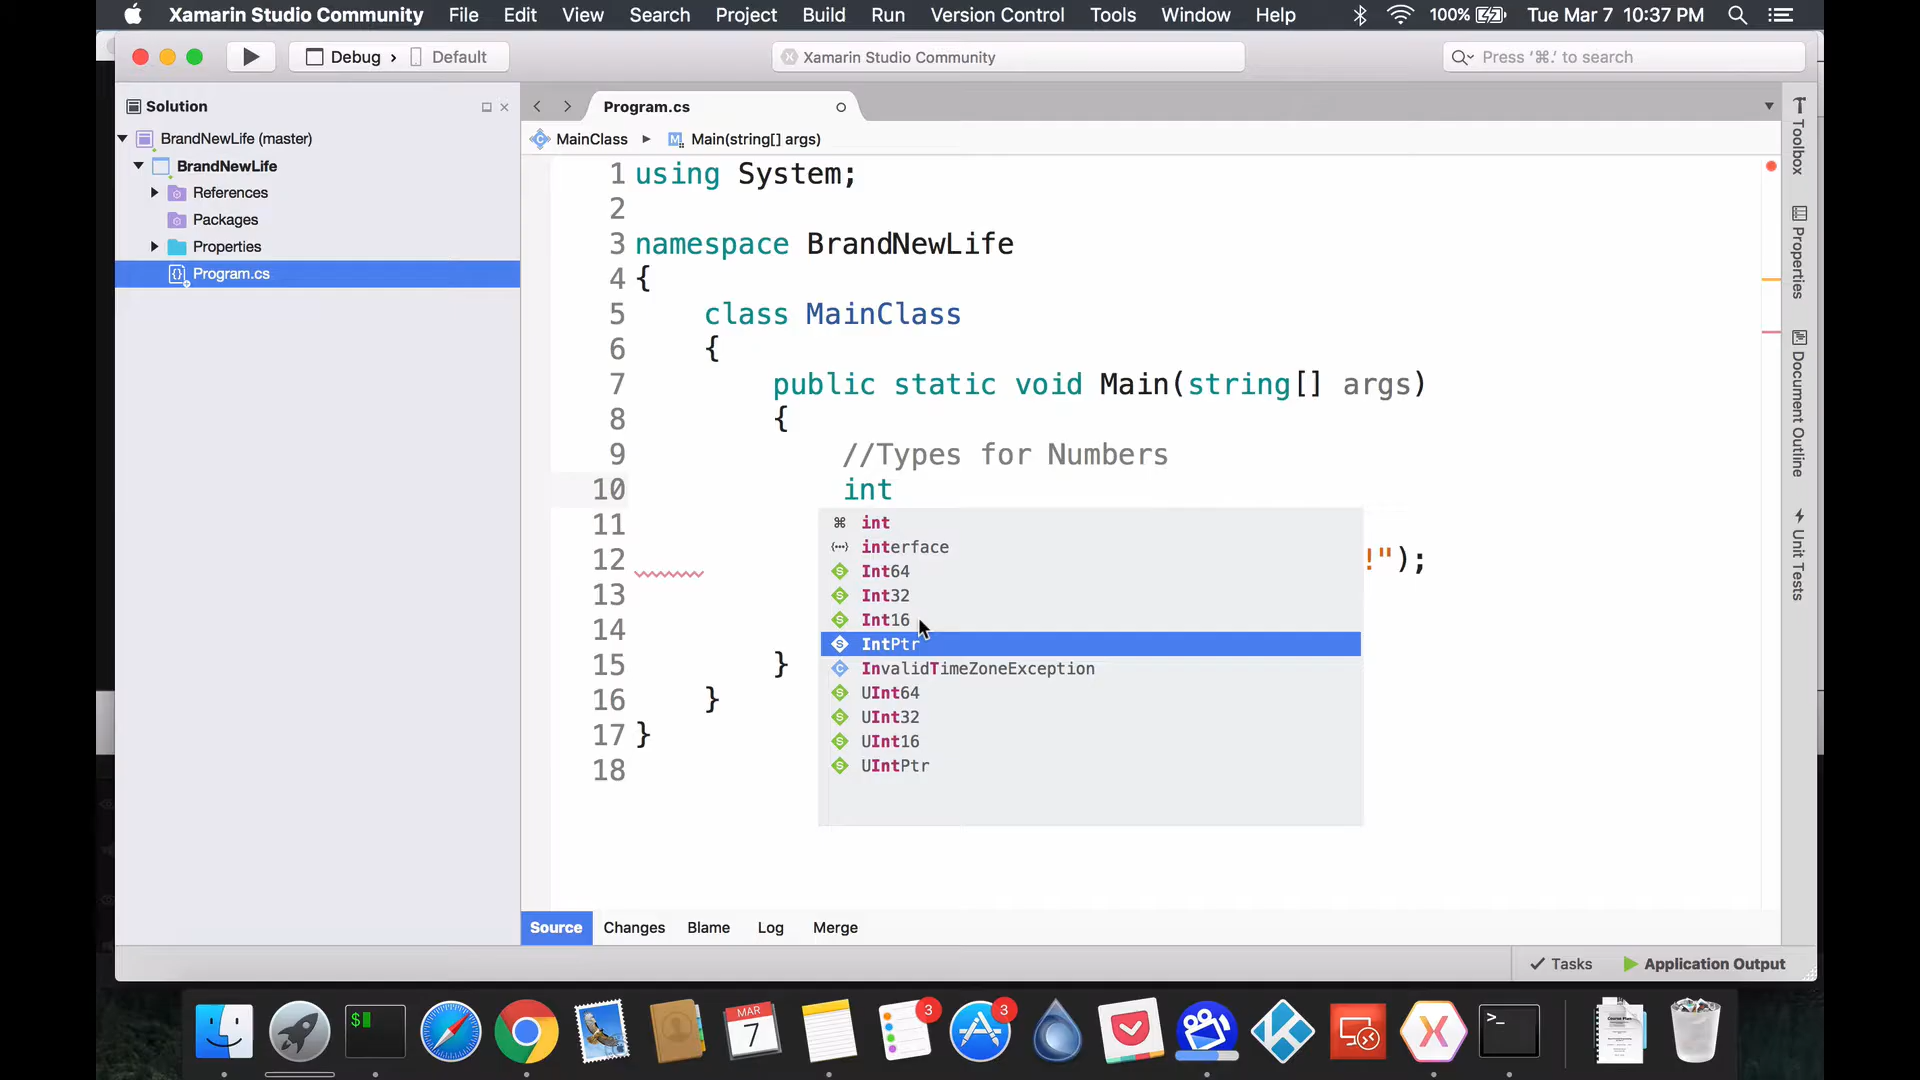 Xamarin Studio Community File Edit View Search Project Build Run Version Control Tools Window Help 100% Tue Mar 7 10:37 PM
Debug › Default
Xamarin Studio Community
Press '⌘.' to search
Solution
Program.cs
BrandNewLife (master)
BrandNewLife
References
Packages
Properties
Program.cs
MainClass ▸ Main(string[] args)
1 using System;
2
3 namespace BrandNewLife
4 {
5 class MainClass
6 {
7 public static void Main(string[] args)
8 {
9 //Types for Numbers
10 int
11
12 !");
13
14
15 }
16 }
17 }
18
int
interface
Int64
Int32
Int16
IntPtr
InvalidTimeZoneException
UInt64
UInt32
UInt16
UIntPtr
Toolbox
Properties
Document Outline
Unit Tests
Source Changes Blame Log Merge
Tasks Application Output
$
MAR
7
3
3
>_